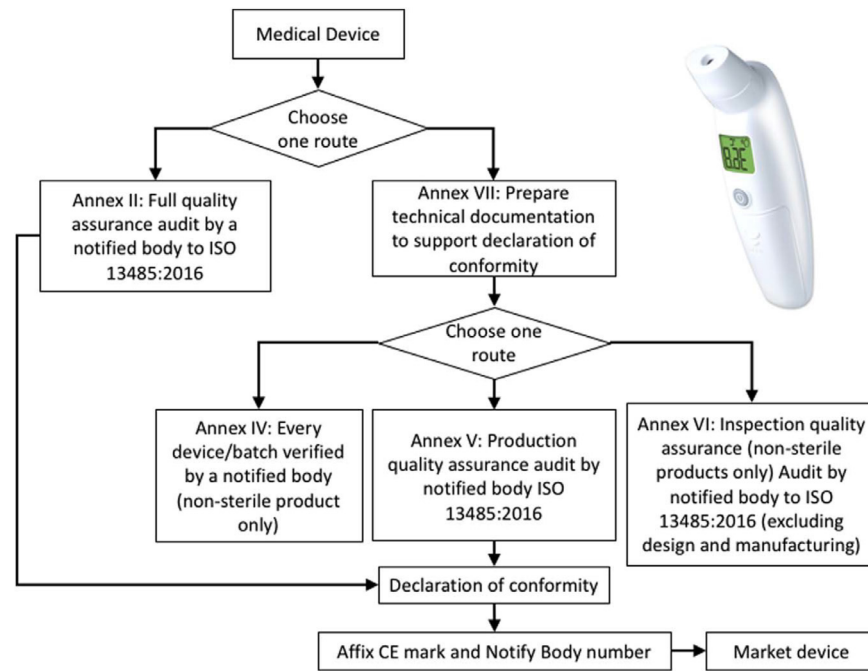 Medical Device
Choose
one route
Annex II: Full quality
assurance audit by a
notified body to ISO
13485:2016
Annex VII: Prepare
technical documentation
to support declaration of
conformity
Choose one
route
Annex IV: Every
device/batch verified
by a notified body
(non-sterile product
only)
Annex V: Production
quality assurance audit by
notified body ISO
13485:2016
Annex VI: Inspection quality
assurance (non-sterile
products only) Audit by
notified body to ISO
13485:2016 (excluding
design and manufacturing)
Declaration of conformity
Affix CE mark and Notify Body number
Market device